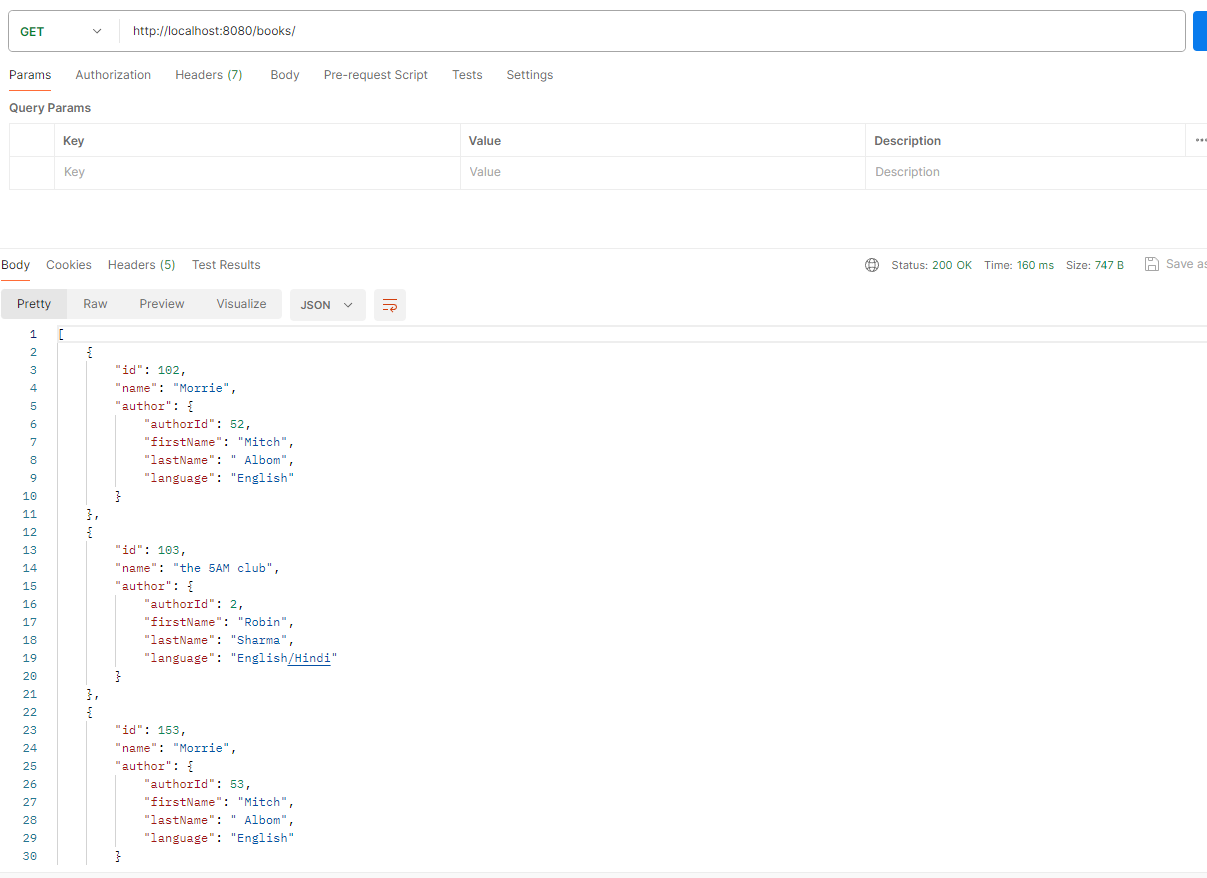 GET http://localhost:8080/books/
Params Authorization Headers (7) Body Pre-request Script Tests Settings
Query Params
Key Value Description
Key Value Description
Body Cookies Headers (5) Test Results Status: 200 OK Time: 160 ms Size: 747 B Save as
Pretty Raw Preview Visualize JSON
1 [
2 {
3 "id": 102,
4 "name": "Morrie",
5 "author": {
6 "authorId": 52,
7 "firstName": "Mitch",
8 "lastName": " Albom",
9 "language": "English"
10 }
11 },
12 {
13 "id": 103,
14 "name": "the 5AM club",
15 "author": {
16 "authorId": 2,
17 "firstName": "Robin",
18 "lastName": "Sharma",
19 "language": "English/Hindi"
20 }
21 },
22 {
23 "id": 153,
24 "name": "Morrie",
25 "author": {
26 "authorId": 53,
27 "firstName": "Mitch",
28 "lastName": " Albom",
29 "language": "English"
30 }